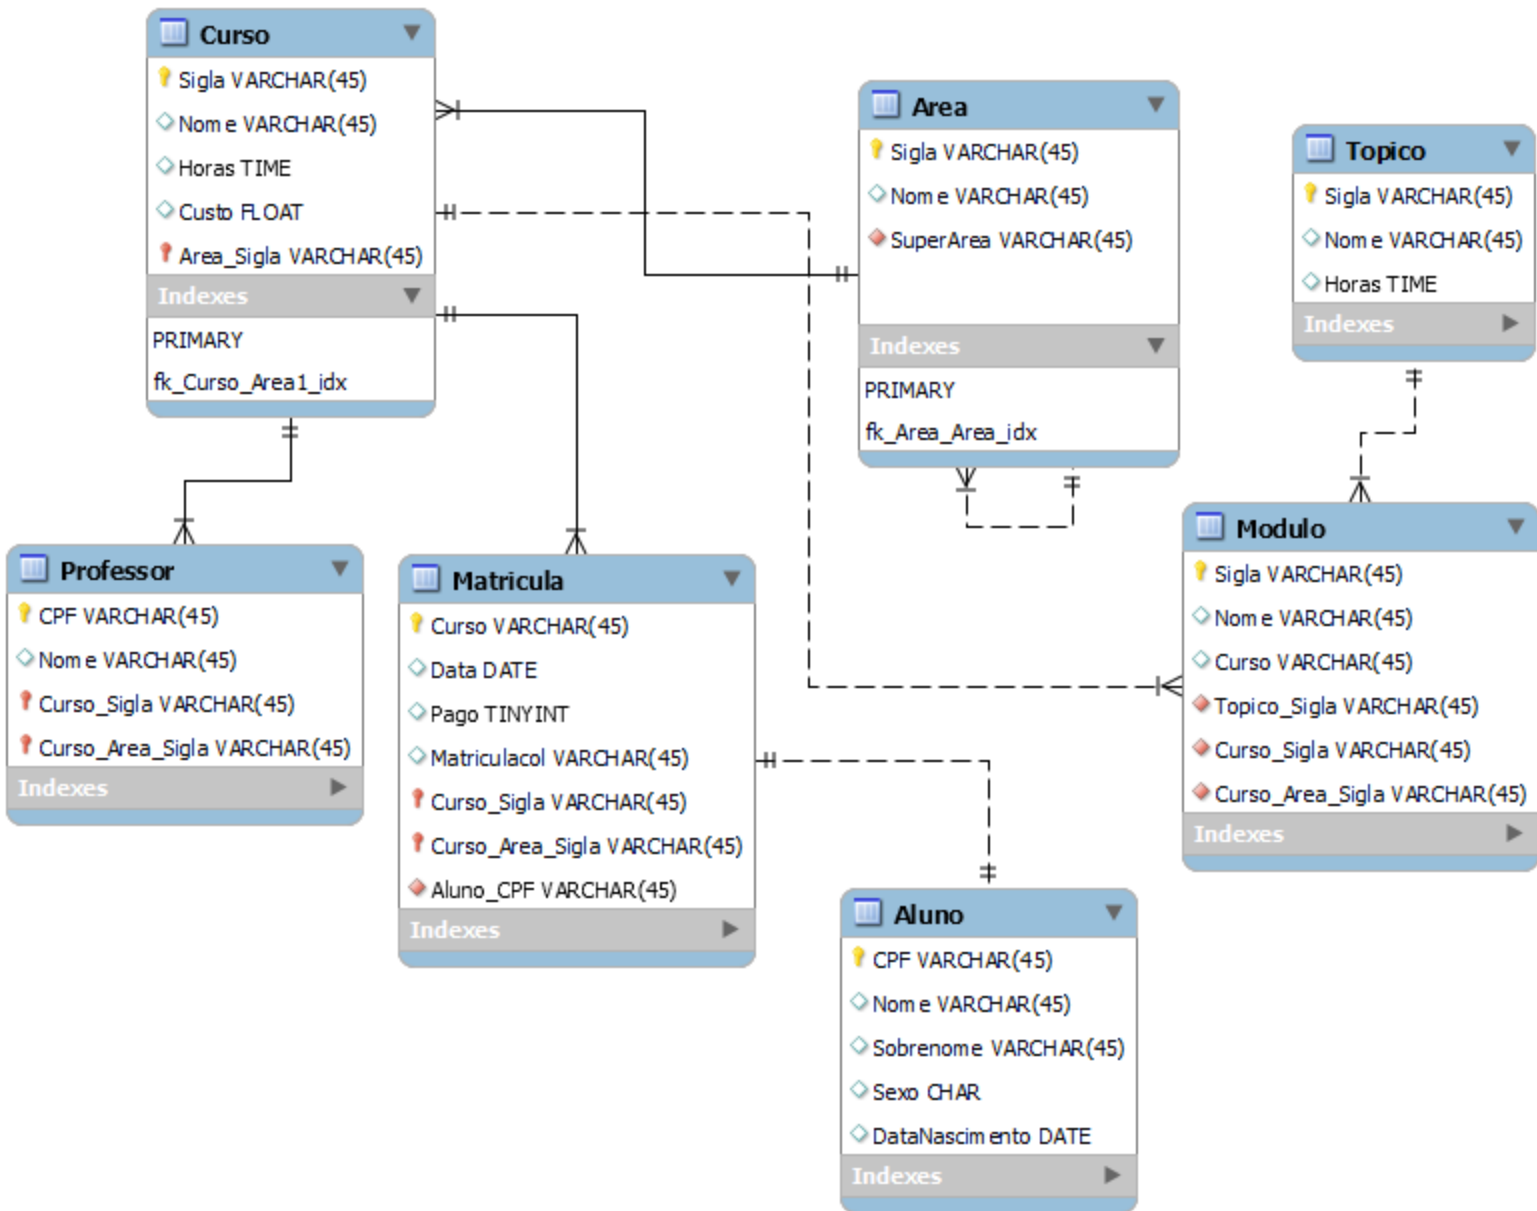 Curso
Sigla VARCHAR(45)
Nome VARCHAR(45)
Horas TIME
Custo FLOAT
Area_Sigla VARCHAR(45)
Indexes
PRIMARY
fk_Curso_Area1_idx
Area
Sigla VARCHAR(45)
Nome VARCHAR(45)
SuperArea VARCHAR(45)
Indexes
PRIMARY
fk_Area_Area_idx
Topico
Sigla VARCHAR(45)
Nome VARCHAR(45)
Horas TIME
Indexes
Professor
CPF VARCHAR(45)
Nome VARCHAR(45)
Curso_Sigla VARCHAR(45)
Curso_Area_Sigla VARCHAR(45)
Indexes
Matricula
Curso VARCHAR(45)
Data DATE
Pago TINYINT
Matriculacol VARCHAR(45)
Curso_Sigla VARCHAR(45)
Curso_Area_Sigla VARCHAR(45)
Aluno_CPF VARCHAR(45)
Indexes
Modulo
Sigla VARCHAR(45)
Nome VARCHAR(45)
Curso VARCHAR(45)
Topico_Sigla VARCHAR(45)
Curso_Sigla VARCHAR(45)
Curso_Area_Sigla VARCHAR(45)
Indexes
Aluno
CPF VARCHAR(45)
Nome VARCHAR(45)
Sobrenome VARCHAR(45)
Sexo CHAR
DataNascimento DATE
Indexes